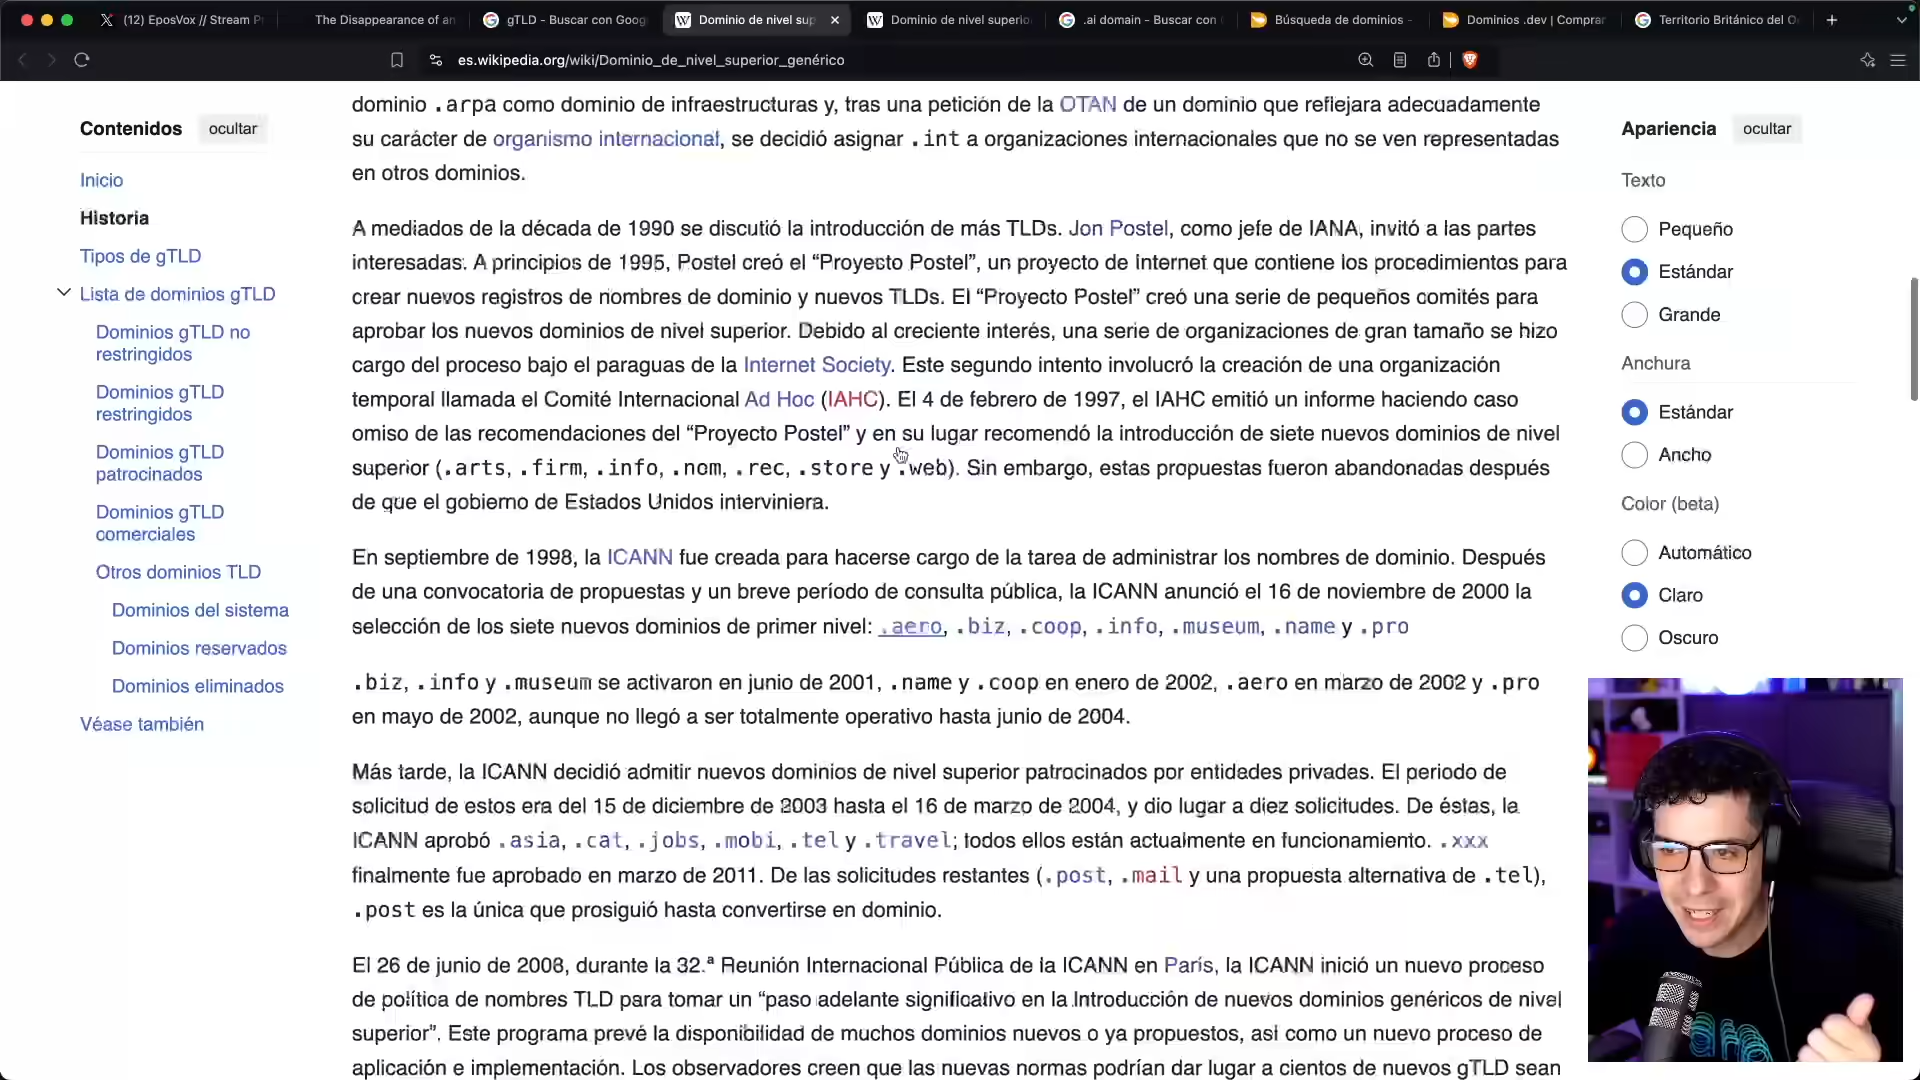 (12) EposVox // Stream P
The Disappearance of an
gTLD - Buscar con Goog
Dominio de nivel sup
Dominio de nivel superio
.ai domain - Buscar con
Búsqueda de dominios -
Dominios .dev | Comprar
Territorio Británico del O
es.wikipedia.org/wiki/Dominio_de_nivel_superior_genérico
Contenidos
ocultar
Inicio
Historia
Tipos de gTLD
Lista de dominios gTLD
Dominios gTLD no
restringidos
Dominios gTLD
restringidos
Dominios gTLD
patrocinados
Dominios gTLD
comerciales
Otros dominios TLD
Dominios del sistema
Dominios reservados
Dominios eliminados
Véase también
dominio .arpa como dominio de infraestructuras y, tras una petición de la OTAN de un dominio que reflejara adecuadamente
su carácter de organismo internacional, se decidió asignar .int a organizaciones internacionales que no se ven representadas
en otros dominios.
A mediados de la década de 1990 se discutió la introducción de más TLDs. Jon Postel, como jefe de IANA, invitó a las partes
interesadas. A principios de 1995, Postel creó el “Proyecto Postel”, un proyecto de Internet que contiene los procedimientos para
crear nuevos registros de nombres de dominio y nuevos TLDs. El “Proyecto Postel” creó una serie de pequeños comités para
aprobar los nuevos dominios de nivel superior. Debido al creciente interés, una serie de organizaciones de gran tamaño se hizo
cargo del proceso bajo el paraguas de la Internet Society. Este segundo intento involucró la creación de una organización
temporal llamada el Comité Internacional Ad Hoc (IAHC). El 4 de febrero de 1997, el IAHC emitió un informe haciendo caso
omiso de las recomendaciones del “Proyecto Postel” y en su lugar recomendó la introducción de siete nuevos dominios de nivel
superior (.arts, .firm, .info, .nom, .rec, .store y .web). Sin embargo, estas propuestas fueron abandonadas después
de que el gobierno de Estados Unidos interviniera.
En septiembre de 1998, la ICANN fue creada para hacerse cargo de la tarea de administrar los nombres de dominio. Después
de una convocatoria de propuestas y un breve período de consulta pública, la ICANN anunció el 16 de noviembre de 2000 la
selección de los siete nuevos dominios de primer nivel: .aero, .biz, .coop, .info, .museum, .name y .pro
.biz, .info y .museum se activaron en junio de 2001, .name y .coop en enero de 2002, .aero en marzo de 2002 y .pro
en mayo de 2002, aunque no llegó a ser totalmente operativo hasta junio de 2004.
Más tarde, la ICANN decidió admitir nuevos dominios de nivel superior patrocinados por entidades privadas. El periodo de
solicitud de estos era del 15 de diciembre de 2003 hasta el 16 de marzo de 2004, y dio lugar a diez solicitudes. De éstas, la
ICANN aprobó .asia, .cat, .jobs, .mobi, .tel y .travel; todos ellos están actualmente en funcionamiento. .xxx
finalmente fue aprobado en marzo de 2011. De las solicitudes restantes (.post, .mail y una propuesta alternativa de .tel),
.post es la única que prosiguió hasta convertirse en dominio.
El 26 de junio de 2008, durante la 32.ª Reunión Internacional Pública de la ICANN en París, la ICANN inició un nuevo proceso
de política de nombres TLD para tomar un “paso adelante significativo en la Introducción de nuevos dominios genéricos de nivel
superior”. Este programa prevé la disponibilidad de muchos dominios nuevos o ya propuestos, así como un nuevo proceso de
aplicación e implementación. Los observadores creen que las nuevas normas podrían dar lugar a cientos de nuevos gTLD sean
Apariencia
ocultar
Texto
Pequeño
Estándar
Grande
Anchura
Estándar
Ancho
Color (beta)
Automático
Claro
Oscuro